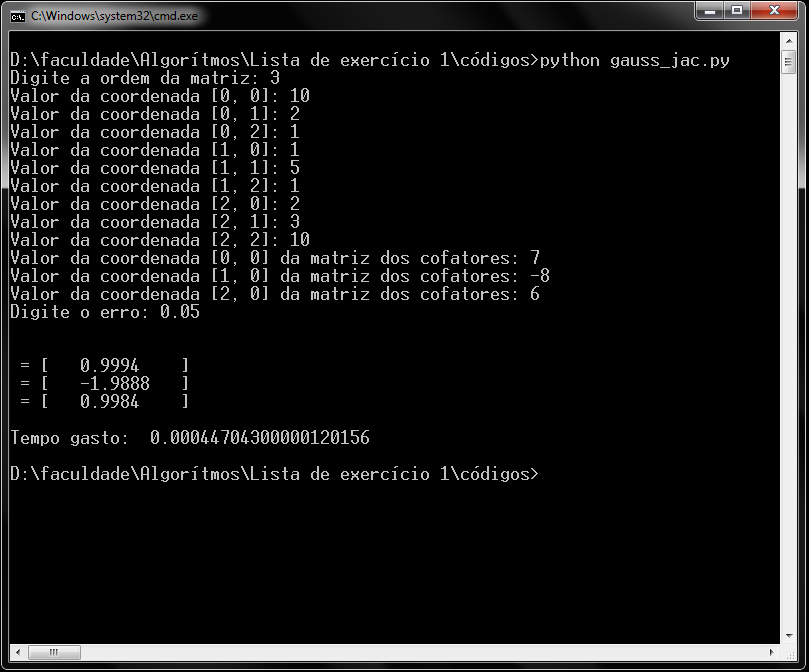 C:\Windows\system32\cmd.exe
D:\faculdade\Algorítmos\Lista de exercício 1\códigos>python gauss_jac.py
Digite a ordem da matriz: 3
Valor da coordenada [0, 0]: 10
Valor da coordenada [0, 1]: 2
Valor da coordenada [0, 2]: 1
Valor da coordenada [1, 0]: 1
Valor da coordenada [1, 1]: 5
Valor da coordenada [1, 2]: 1
Valor da coordenada [2, 0]: 2
Valor da coordenada [2, 1]: 3
Valor da coordenada [2, 2]: 10
Valor da coordenada [0, 0] da matriz dos cofatores: 7
Valor da coordenada [1, 0] da matriz dos cofatores: -8
Valor da coordenada [2, 0] da matriz dos cofatores: 6
Digite o erro: 0.05
= [ 0.9994 ]
= [ -1.9888 ]
= [ 0.9984 ]
Tempo gasto: 0.00044704300000120156
D:\faculdade\Algorítmos\Lista de exercício 1\códigos>